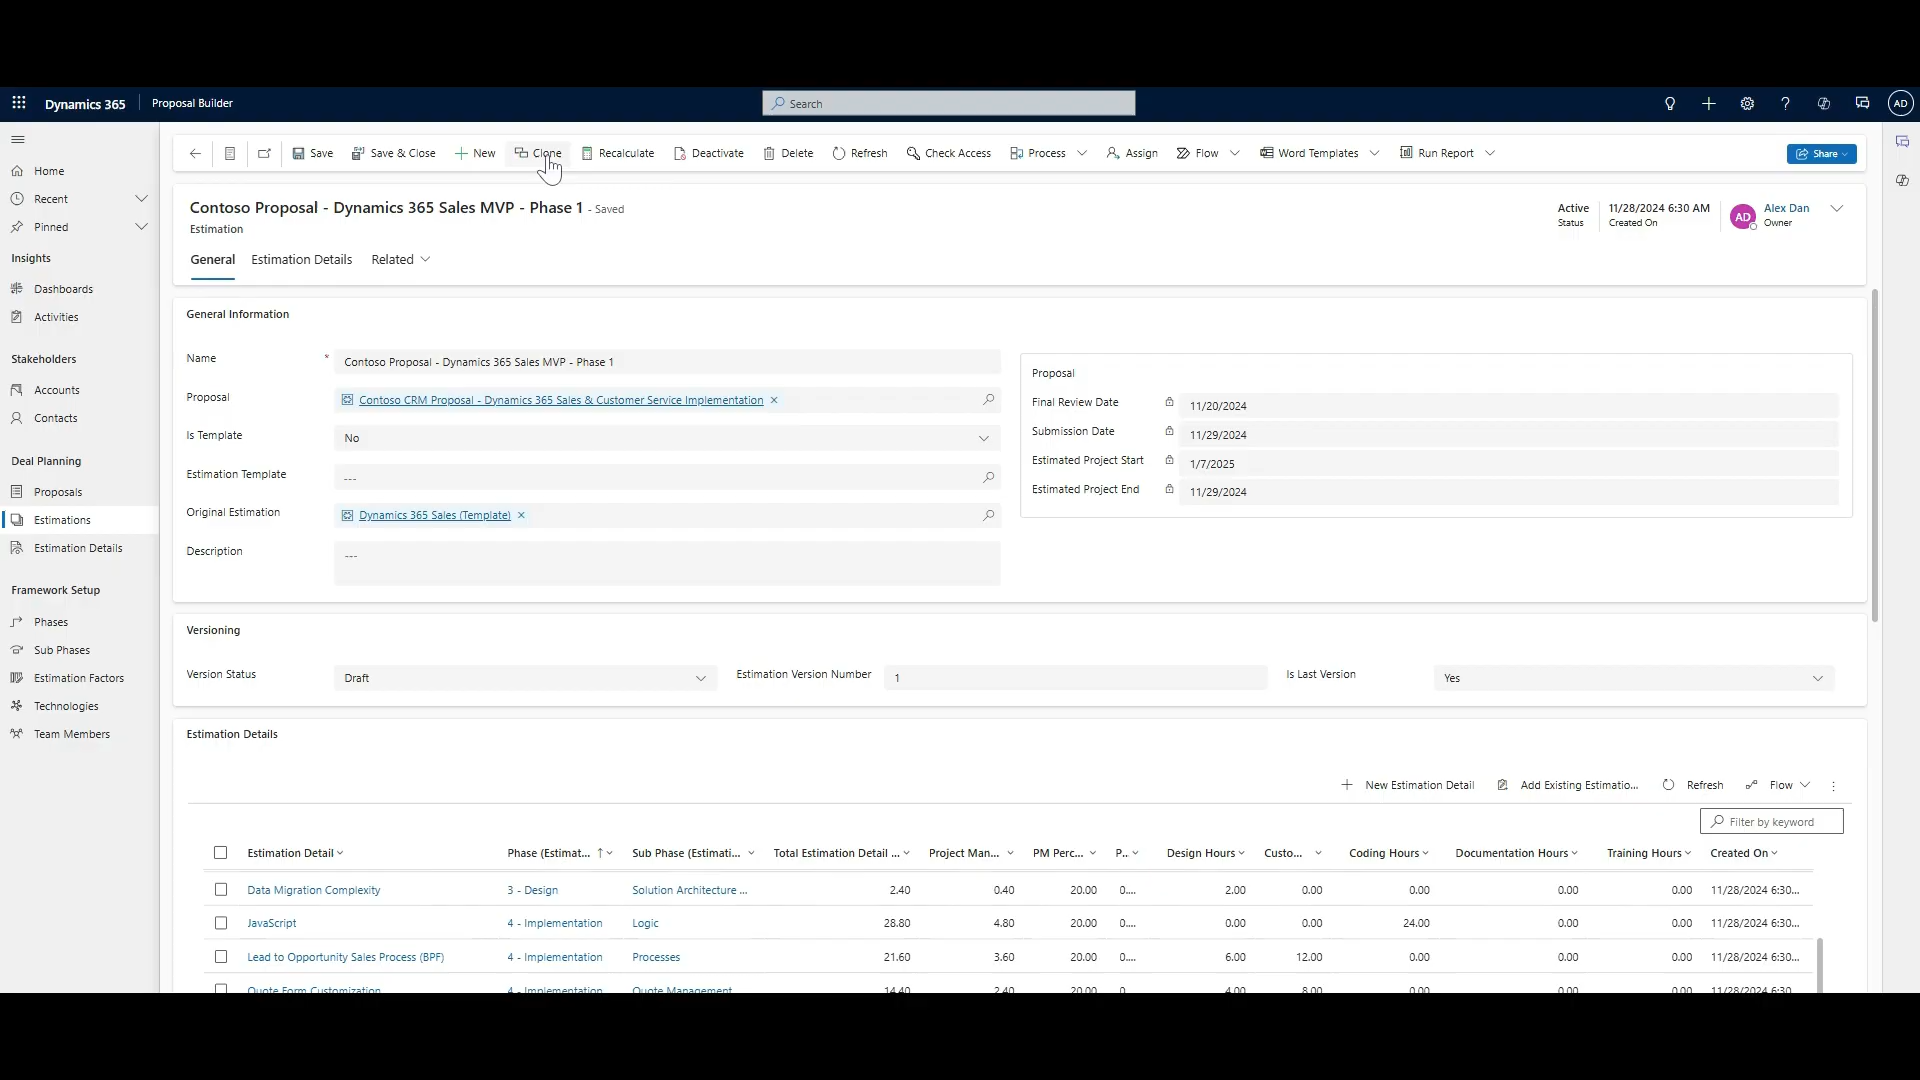 Dynamics 365 Proposal Builder Search AD
Save Save & Close New Clone Recalculate Deactivate Delete Refresh Check Access Process Assign Flow Word Templates Run Report Share
Home
Recent
Pinned
Insights
Dashboards
Activities
Stakeholders
Accounts
Contacts
Deal Planning
Proposals
Estimations
Estimation Details
Framework Setup
Phases
Sub Phases
Estimation Factors
Technologies
Team Members
Contoso Proposal - Dynamics 365 Sales MVP - Phase 1 - Saved
Estimation
Active
Status
11/28/2024 6:30 AM
Created On
AD
Alex Dan
Owner
General Estimation Details Related
General Information
Name * Contoso Proposal - Dynamics 365 Sales MVP - Phase 1
Proposal Contoso CRM Proposal - Dynamics 365 Sales & Customer Service Implementation
Is Template No
Estimation Template ---
Original Estimation Dynamics 365 Sales (Template)
Description ---
Proposal
Final Review Date 11/20/2024
Submission Date 11/29/2024
Estimated Project Start 1/7/2025
Estimated Project End 11/29/2024
Versioning
Version Status Draft Estimation Version Number 1 Is Last Version Yes
Estimation Details
New Estimation Detail Add Existing Estimatio... Refresh Flow
Filter by keyword
Estimation Detail Phase (Estimat... Sub Phase (Estimati... Total Estimation Detail ... Project Man... PM Perc... P... Design Hours Custo... Coding Hours Documentation Hours Training Hours Created On
Data Migration Complexity 3 - Design Solution Architecture ... 2.40 0.40 20.00 0.... 2.00 0.00 0.00 0.00 0.00 11/28/2024 6:30...
JavaScript 4 - Implementation Logic 28.80 4.80 20.00 0.... 0.00 0.00 24.00 0.00 0.00 11/28/2024 6:30...
Lead to Opportunity Sales Process (BPF) 4 - Implementation Processes 21.60 3.60 20.00 0.... 6.00 12.00 0.00 0.00 0.00 11/28/2024 6:30...
Quote Form Customization 4 - Implementation Quote Management 14.40 2.40 20.00 0 4.00 8.00 0.00 0.00 0.00 11/28/2024 6:30